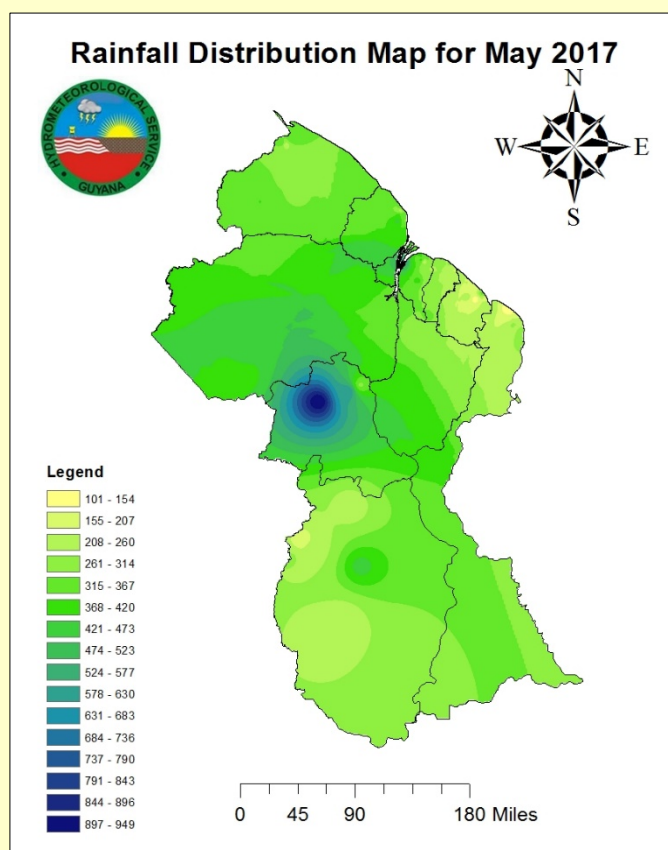 Rainfall Distribution Map for May 2017
HYDROMETEOROLOGICAL SERVICE
GUYANA
N
W
E
S
Legend
101 - 154
155 - 207
208 - 260
261 - 314
315 - 367
368 - 420
421 - 473
474 - 523
524 - 577
578 - 630
631 - 683
684 - 736
737 - 790
791 - 843
844 - 896
897 - 949
0 45 90 180 Miles